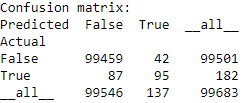 Confusion matrix:
Predicted False True __all__
Actual
False 99459 42 99501
True 87 95 182
__all__ 99546 137 99683